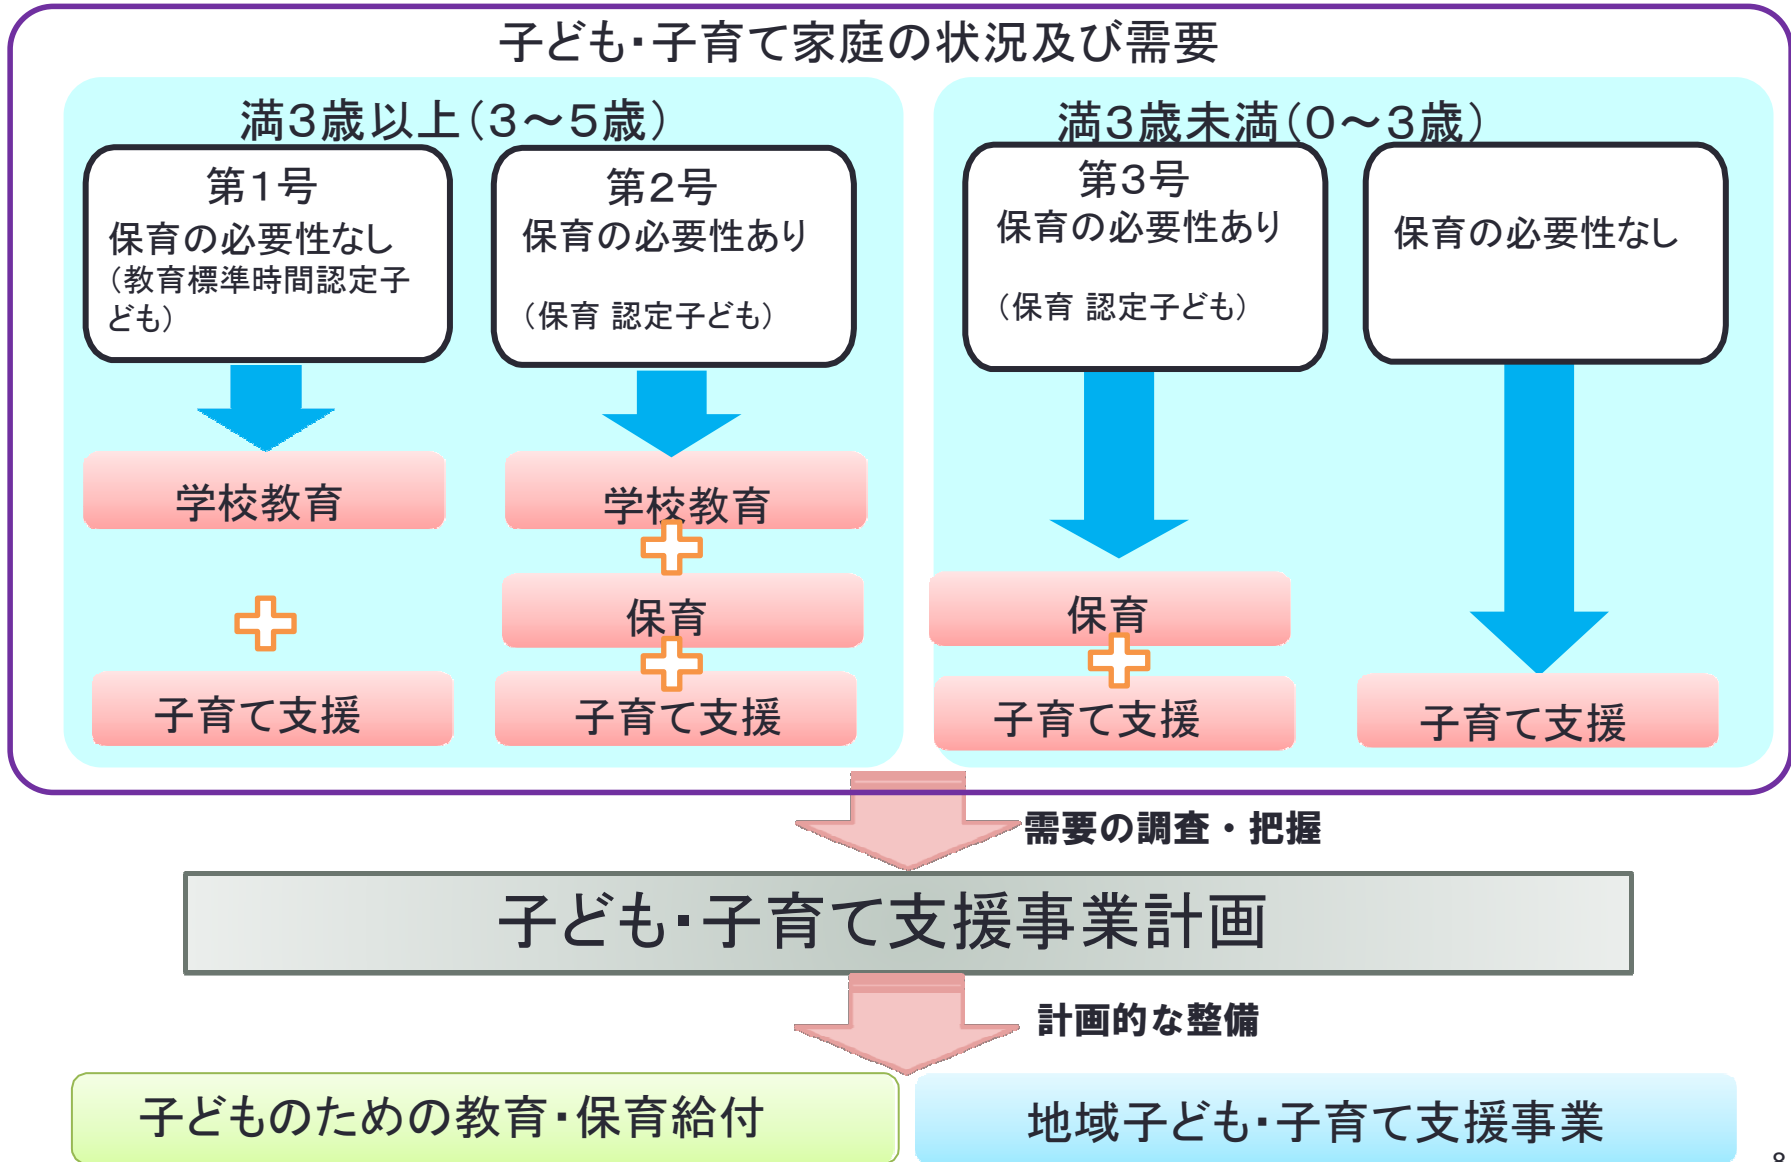 子ども・子育て家庭の状況及び需要
満３歳以上（３～５歳）
第１号
保育の必要性なし
（教育標準時間認定子
ども）
第２号
保育の必要性あり
（保育 認定子ども）
学校教育
子育て支援
学校教育
保育
子育て支援
満３歳未満（０～３歳）
第３号
保育の必要性あり
（保育 認定子ども）
保育の必要性なし
保育
子育て支援
子育て支援
需要の調査・把握
子ども・子育て支援事業計画
計画的な整備
子どものための教育・保育給付
地域子ども・子育て支援事業
8